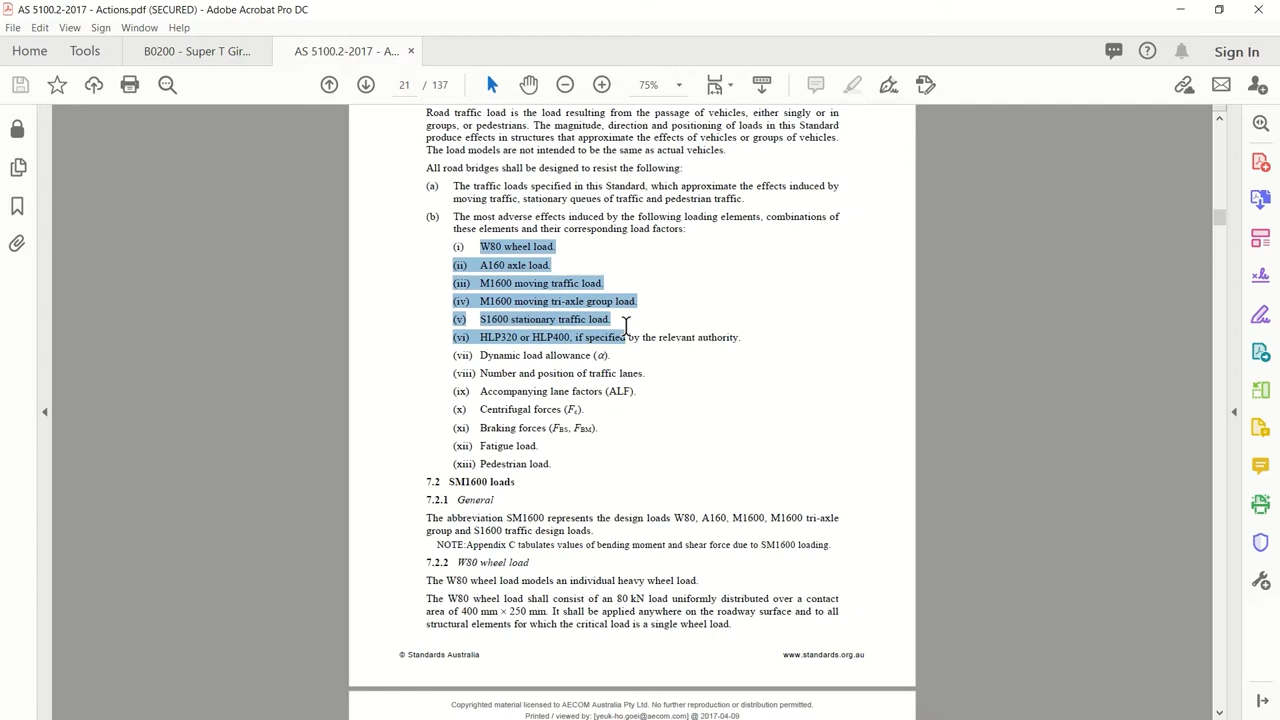 AS 5100.2-2017 - Actions.pdf (SECURED) - Adobe Acrobat Pro DC
File Edit View Sign Window Help
Home Tools B0200 - Super T Gir... AS 5100.2-2017 - A... ×
21 / 137 75%
Sign In
Road traffic load is the load resulting from the passage of vehicles, either singly or in
groups, or pedestrians. The magnitude, direction and positioning of loads in this Standard
produce effects in structures that approximate the effects of vehicles or groups of vehicles.
The load models are not intended to be the same as actual vehicles.
All road bridges shall be designed to resist the following:
(a) The traffic loads specified in this Standard, which approximate the effects induced by
moving traffic, stationary queues of traffic and pedestrian traffic.
(b) The most adverse effects induced by the following loading elements, combinations of
these elements and their corresponding load factors:
(i) W80 wheel load.
(ii) A160 axle load.
(iii) M1600 moving traffic load.
(iv) M1600 moving tri-axle group load.
(v) S1600 stationary traffic load.
(vi) HLP320 or HLP400, if specified by the relevant authority.
(vii) Dynamic load allowance (α).
(viii) Number and position of traffic lanes.
(ix) Accompanying lane factors (ALF).
(x) Centrifugal forces (Fc).
(xi) Braking forces (FBS, FBM).
(xii) Fatigue load.
(xiii) Pedestrian load.
7.2 SM1600 loads
7.2.1 General
The abbreviation SM1600 represents the design loads W80, A160, M1600, M1600 tri-axle
group and S1600 traffic design loads.
NOTE:Appendix C tabulates values of bending moment and shear force due to SM1600 loading.
7.2.2 W80 wheel load
The W80 wheel load models an individual heavy wheel load.
The W80 wheel load shall consist of an 80 kN load uniformly distributed over a contact
area of 400 mm × 250 mm. It shall be applied anywhere on the roadway surface and to all
structural elements for which the critical load is a single wheel load.
© Standards Australia www.standards.org.au
Copyrighted material licensed to AECOM Australia Pty Ltd. No further reproduction or distribution permitted.
Printed / viewed by: [yeuk-ho.goei@aecom.com] @ 2017-04-09